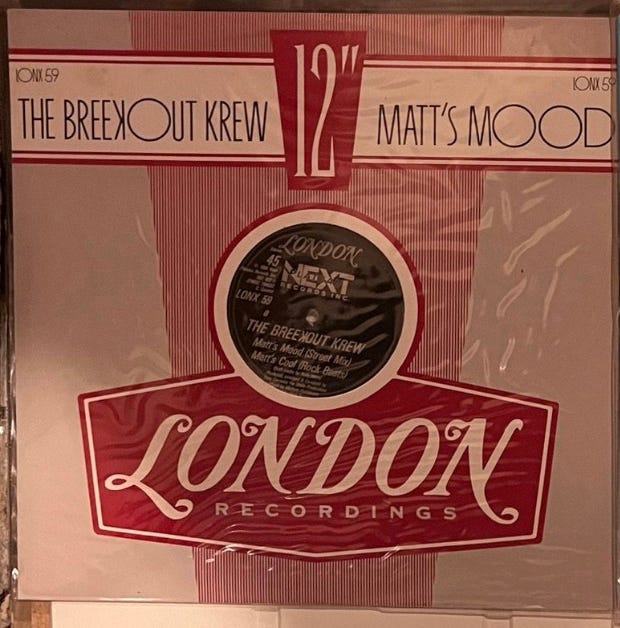 LONX 59
LONX 59
THE BREEKOUT KREW
12"
MATT'S MOOD
LONDON
45
NEXT
RECORDS INC.
LONX 59
THE BREEKOUT KREW
Matt's Mood (Street Mix)
Matt's Cool (Rock Beats)
LONDON
RECORDINGS